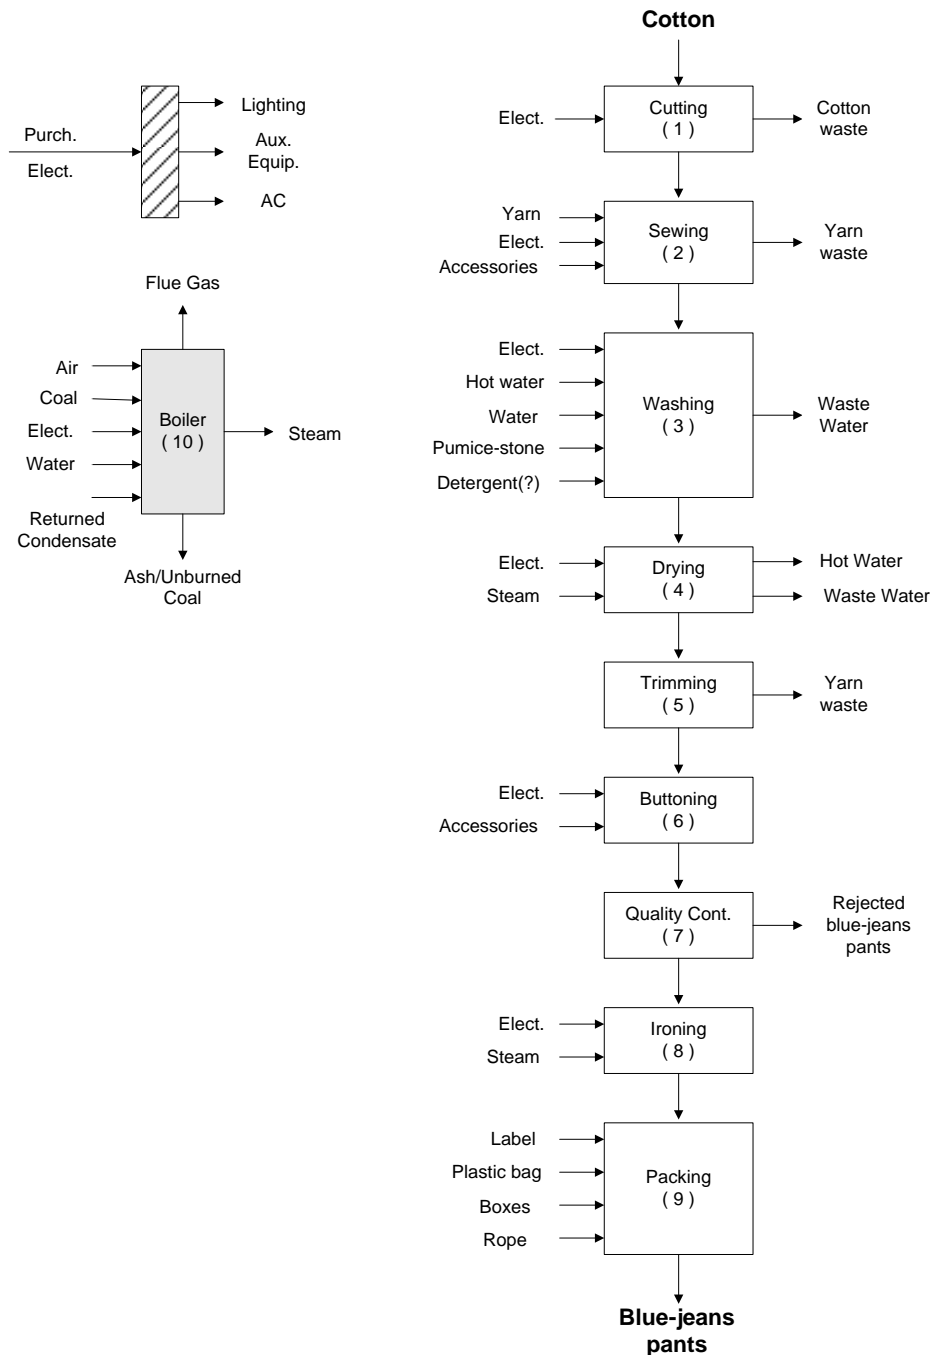 Cotton
Purch.
Elect.
Lighting
Aux.
Equip.
AC
Elect.
Cutting
( 1 )
Cotton
waste
Yarn
Elect.
Accessories
Sewing
( 2 )
Yarn
waste
Flue Gas
Air
Coal
Elect.
Water
Returned
Condensate
Boiler
( 10 )
Steam
Ash/Unburned
Coal
Elect.
Hot water
Water
Pumice-stone
Detergent(?)
Washing
( 3 )
Waste
Water
Elect.
Steam
Drying
( 4 )
Hot Water
Waste Water
Trimming
( 5 )
Yarn
waste
Elect.
Accessories
Buttoning
( 6 )
Quality Cont.
( 7 )
Rejected
blue-jeans
pants
Elect.
Steam
Ironing
( 8 )
Label
Plastic bag
Boxes
Rope
Packing
( 9 )
Blue-jeans
pants